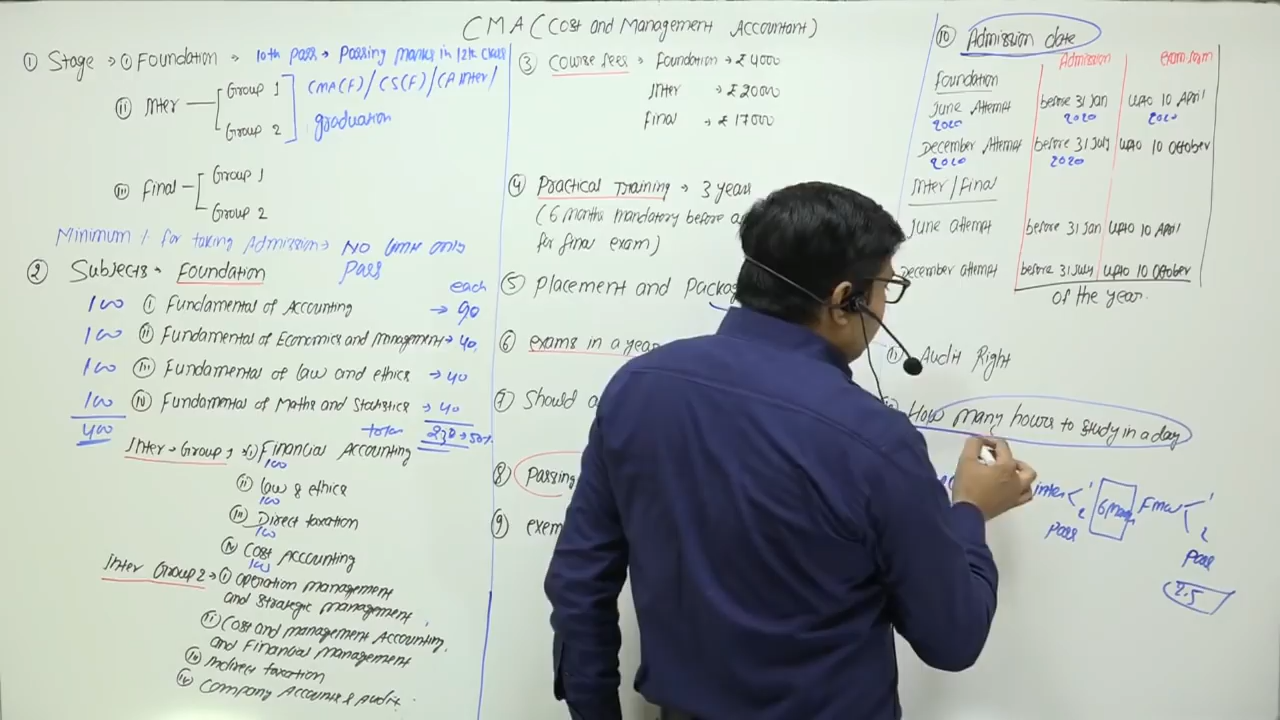 CMA (Cost and Management Accountant)
① Stage → ① Foundation → 10th pass → Passing marks in 12th class
ⅱ Inter
Group 1
Group 2
CMA(F)/CS(F)/CA Inter/
graduation
ⅲ Final
Group 1
Group 2
Minimum % for taking Admission →
NO limit only
Pass
② Subjects → Foundation
each
100 ⅰ Fundamental of Accounting → 90
100 ⅱ Fundamental of Economics and management → 40
100 ⅲ Fundamental of law and ethics → 40
100 ⅳ Fundamental of Maths and Statistics → 40
400
total
→ 50%
Inter → Group 1 → ⅰ Financial Accounting
100
ⅱ law & ethics
100
ⅲ Direct taxation
100
ⅳ Cost Accounting
100
Inter Group 2 → ⅰ Operation management
and Strategic management
ⅱ Cost and management Accounting
and Financial management
Indirect taxation
ⅳ Company Accounts & Audit
③ Course fees → Foundation → ₹ 4000
Inter → ₹ 20000
Final → ₹ 17000
④ Practical Training → 3 years
(6 months mandatory before
for final exam)
⑤ Placement and Package
⑥ exams in a year
⑦ Should
⑧ Passing
⑨
⑩ Admission date
Admission
Exam form
Foundation
June Attempt before 31 Jan upto 10 April
2020 2020 2020
December Attempt before 31 July upto 10 October
2020 2020
Inter/Final
June attempt before 31 Jan upto 10 April
December attempt before 31 July upto 10 October
of the year.
Audit Right
How many hours to study in a day
inter 1
2
Pass
Final 1
2
Pass
2.5